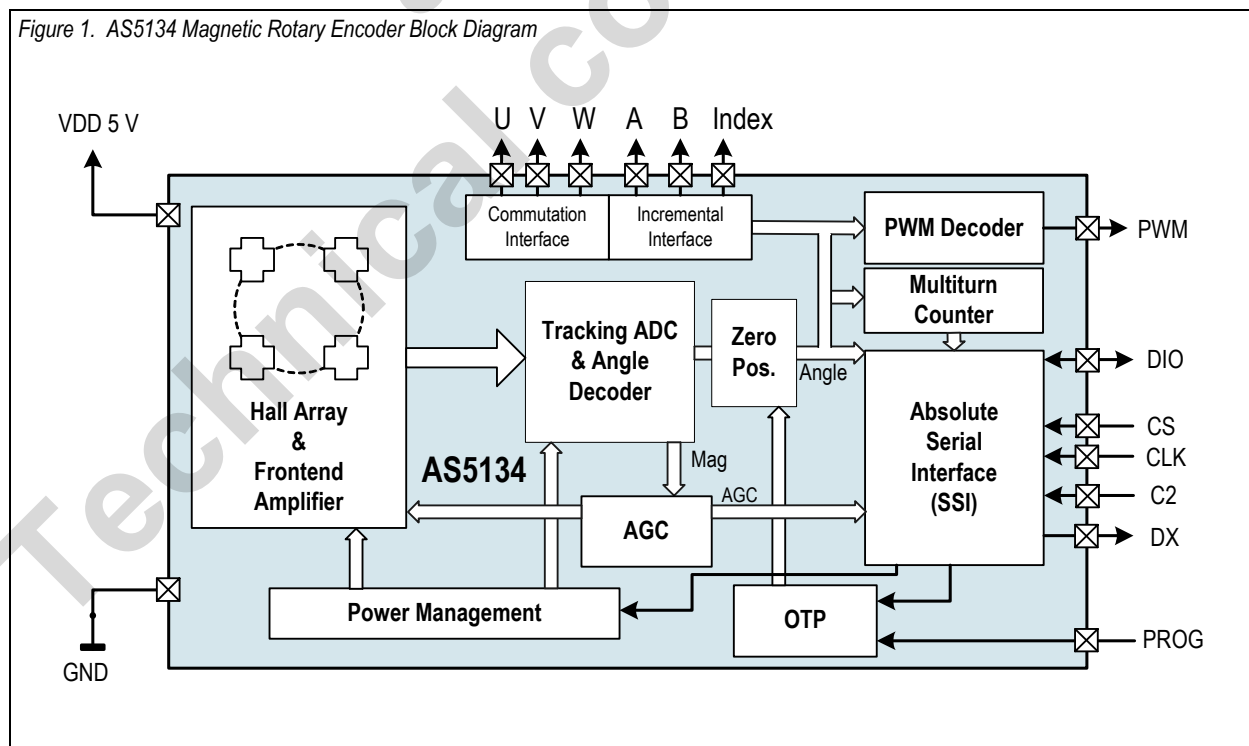 Figure 1. AS5134 Magnetic Rotary Encoder Block Diagram
U V W A B Index
VDD 5 V
Commutation
Interface
Incremental
Interface
PWM Decoder
PWM
Multiturn
Counter
Tracking ADC
& Angle
Decoder
Zero
Pos.
Angle
DIO
Hall Array
&
Frontend
Amplifier
Absolute
Serial
Interface
(SSI)
CS
CLK
C2
DX
AS5134
Mag
AGC
AGC
Power Management
OTP
PROG
GND
Technical co